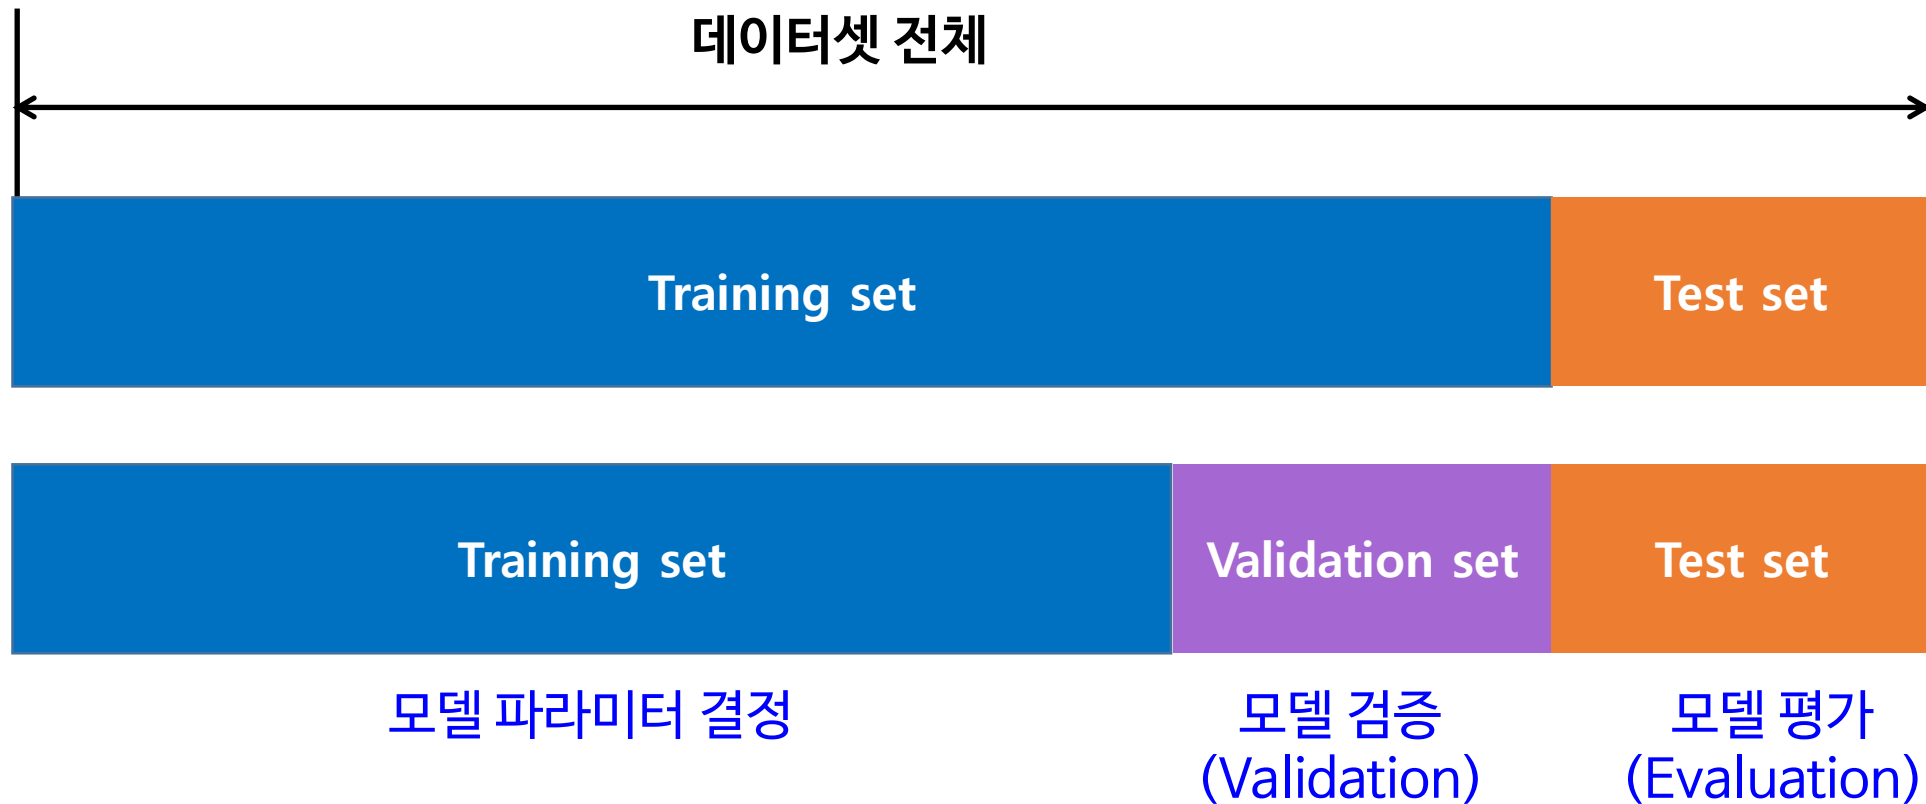 데이터셋 전체
Training set
Test set
Training set
Validation set
Test set
모델 파라미터 결정
모델 검증
(Validation)
모델 평가
(Evaluation)